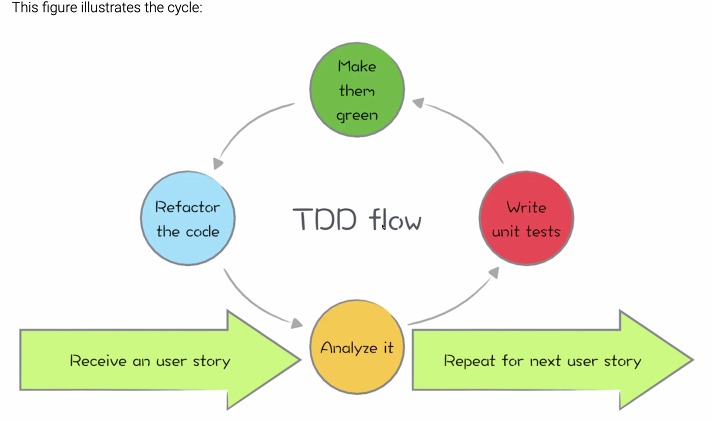 This figure illustrates the cycle:
Make
them
green
Refactor
the code
TDD flow
Write
unit tests
Receive an user story
Analyze it
Repeat for next user story